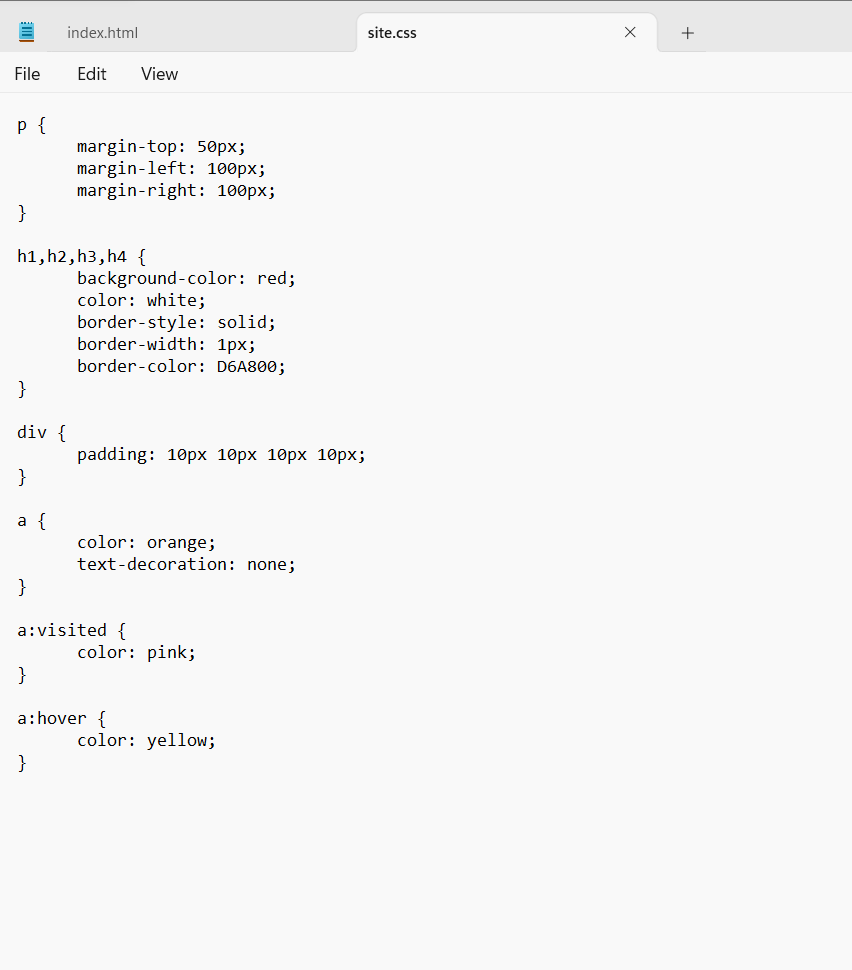 index.html
site.css
File Edit View
p {
margin-top: 50px;
margin-left: 100px;
margin-right: 100px;
}
h1,h2,h3,h4 {
background-color: red;
color: white;
border-style: solid;
border-width: 1px;
border-color: D6A800;
}
div {
padding: 10px 10px 10px 10px;
}
a {
color: orange;
text-decoration: none;
}
a:visited {
color: pink;
}
a:hover {
color: yellow;
}